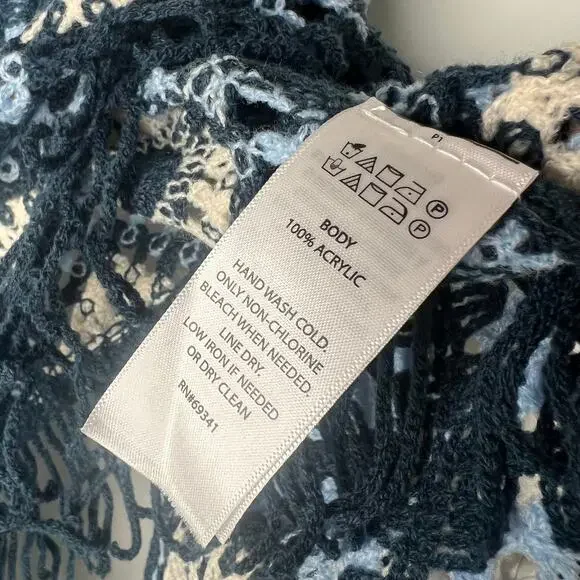 P1
P
P
BODY
100% ACRYLIC
HAND WASH COLD.
ONLY NON-CHLORINE
BLEACH WHEN NEEDED.
LINE DRY.
LOW IRON IF NEEDED
OR DRY CLEAN
RN#69341